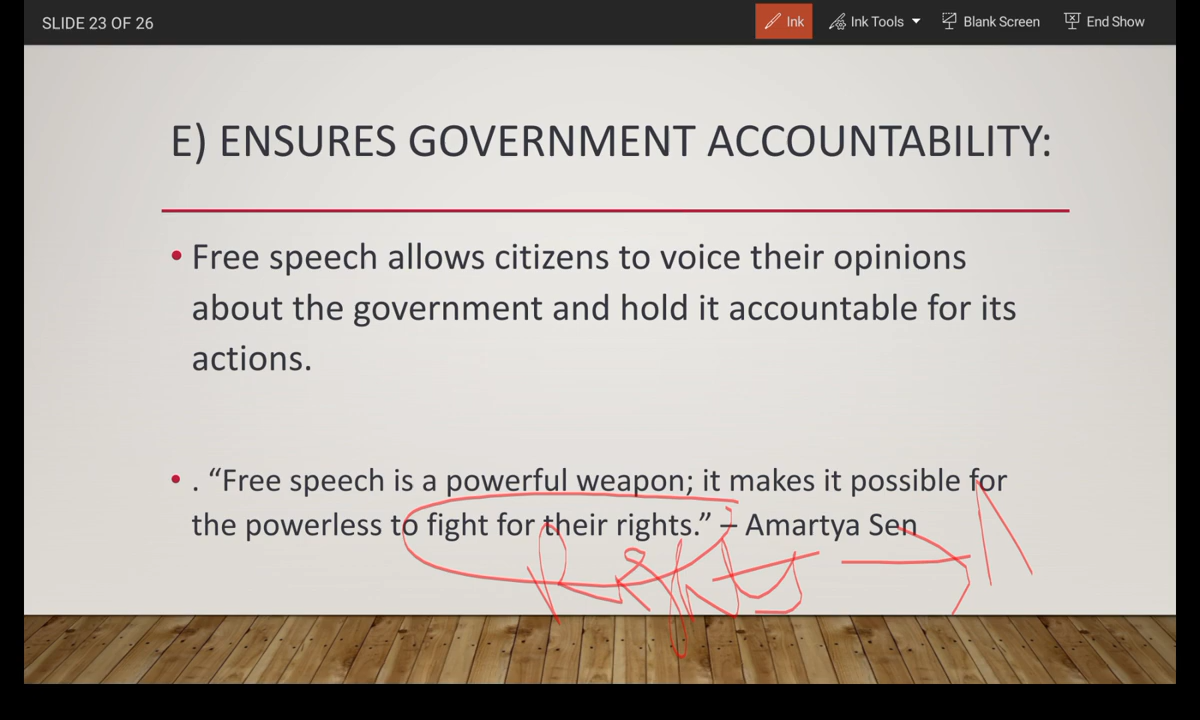 SLIDE 23 OF 26
Ink
Ink Tools
Blank Screen
End Show
E) ENSURES GOVERNMENT ACCOUNTABILITY:
• Free speech allows citizens to voice their opinions
about the government and hold it accountable for its
actions.
• . “Free speech is a powerful weapon; it makes it possible for
the powerless to fight for their rights.” – Amartya Sen
Rights →